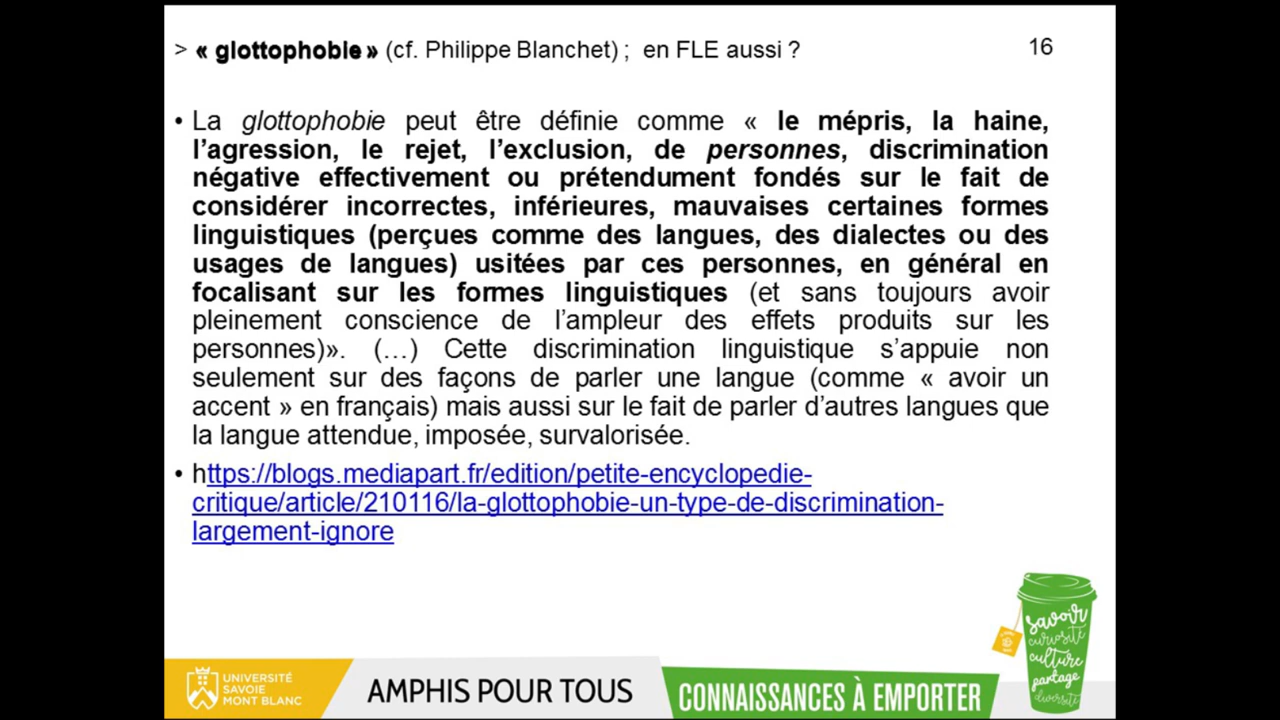 > « glottophobie » (cf. Philippe Blanchet) ; en FLE aussi ?
16
• La glottophobie peut être définie comme « le mépris, la haine,
l’agression, le rejet, l’exclusion, de personnes, discrimination
négative effectivement ou prétendument fondés sur le fait de
considérer incorrectes, inférieures, mauvaises certaines formes
linguistiques (perçues comme des langues, des dialectes ou des
usages de langues) usitées par ces personnes, en général en
focalisant sur les formes linguistiques (et sans toujours avoir
pleinement conscience de l’ampleur des effets produits sur les
personnes)». (…) Cette discrimination linguistique s’appuie non
seulement sur des façons de parler une langue (comme « avoir un
accent » en français) mais aussi sur le fait de parler d’autres langues que
la langue attendue, imposée, survalorisée.
• https://blogs.mediapart.fr/edition/petite-encyclopedie-
critique/article/210116/la-glottophobie-un-type-de-discrimination-
largement-ignore
savoir
curiosité
culture
partage
diversité
UNIVERSITÉ
SAVOIE
MONT BLANC
AMPHIS POUR TOUS
CONNAISSANCES À EMPORTER